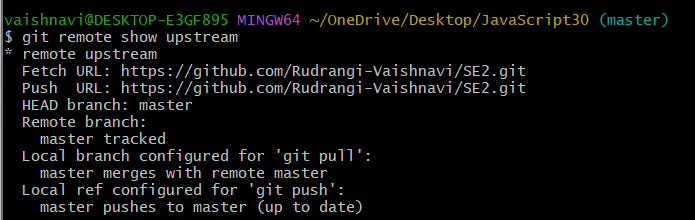 vaishnavi@DESKTOP-E3GF895 MINGW64 ~/OneDrive/Desktop/JavaScript30 (master)
$ git remote show upstream
* remote upstream
  Fetch URL: https://github.com/Rudrangi-Vaishnavi/SE2.git
  Push  URL: https://github.com/Rudrangi-Vaishnavi/SE2.git
  HEAD branch: master
  Remote branch:
    master tracked
  Local branch configured for 'git pull':
    master merges with remote master
  Local ref configured for 'git push':
    master pushes to master (up to date)